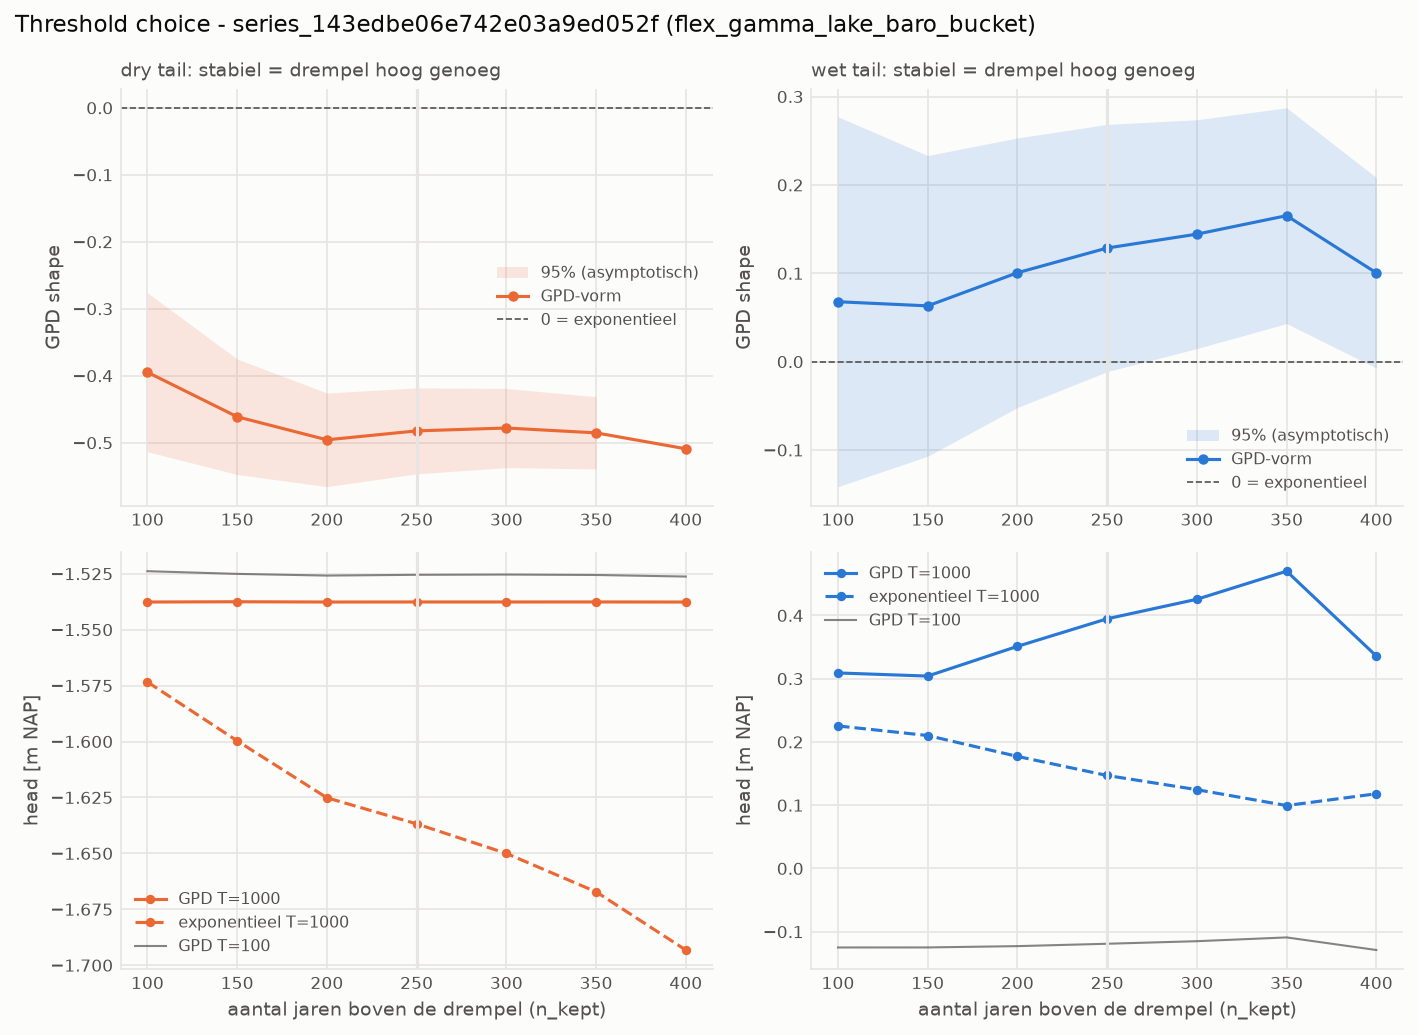 Threshold choice - series_143edbe06e742e03a9ed052f (flex_gamma_lake_baro_bucket)
dry tail: stabiel = drempel hoog genoeg
GPD shape
0.0
−0.1
−0.2
−0.3
−0.4
−0.5
95% (asymptotisch)
GPD-vorm
0 = exponentieel
100 150 200 250 300 350 400
wet tail: stabiel = drempel hoog genoeg
GPD shape
0.3
0.2
0.1
0.0
−0.1
95% (asymptotisch)
GPD-vorm
0 = exponentieel
100 150 200 250 300 350 400
head [m NAP]
−1.525
−1.550
−1.575
−1.600
−1.625
−1.650
−1.675
−1.700
GPD T=1000
exponentieel T=1000
GPD T=100
100 150 200 250 300 350 400
aantal jaren boven de drempel (n_kept)
head [m NAP]
0.4
0.3
0.2
0.1
0.0
−0.1
GPD T=1000
exponentieel T=1000
GPD T=100
100 150 200 250 300 350 400
aantal jaren boven de drempel (n_kept)